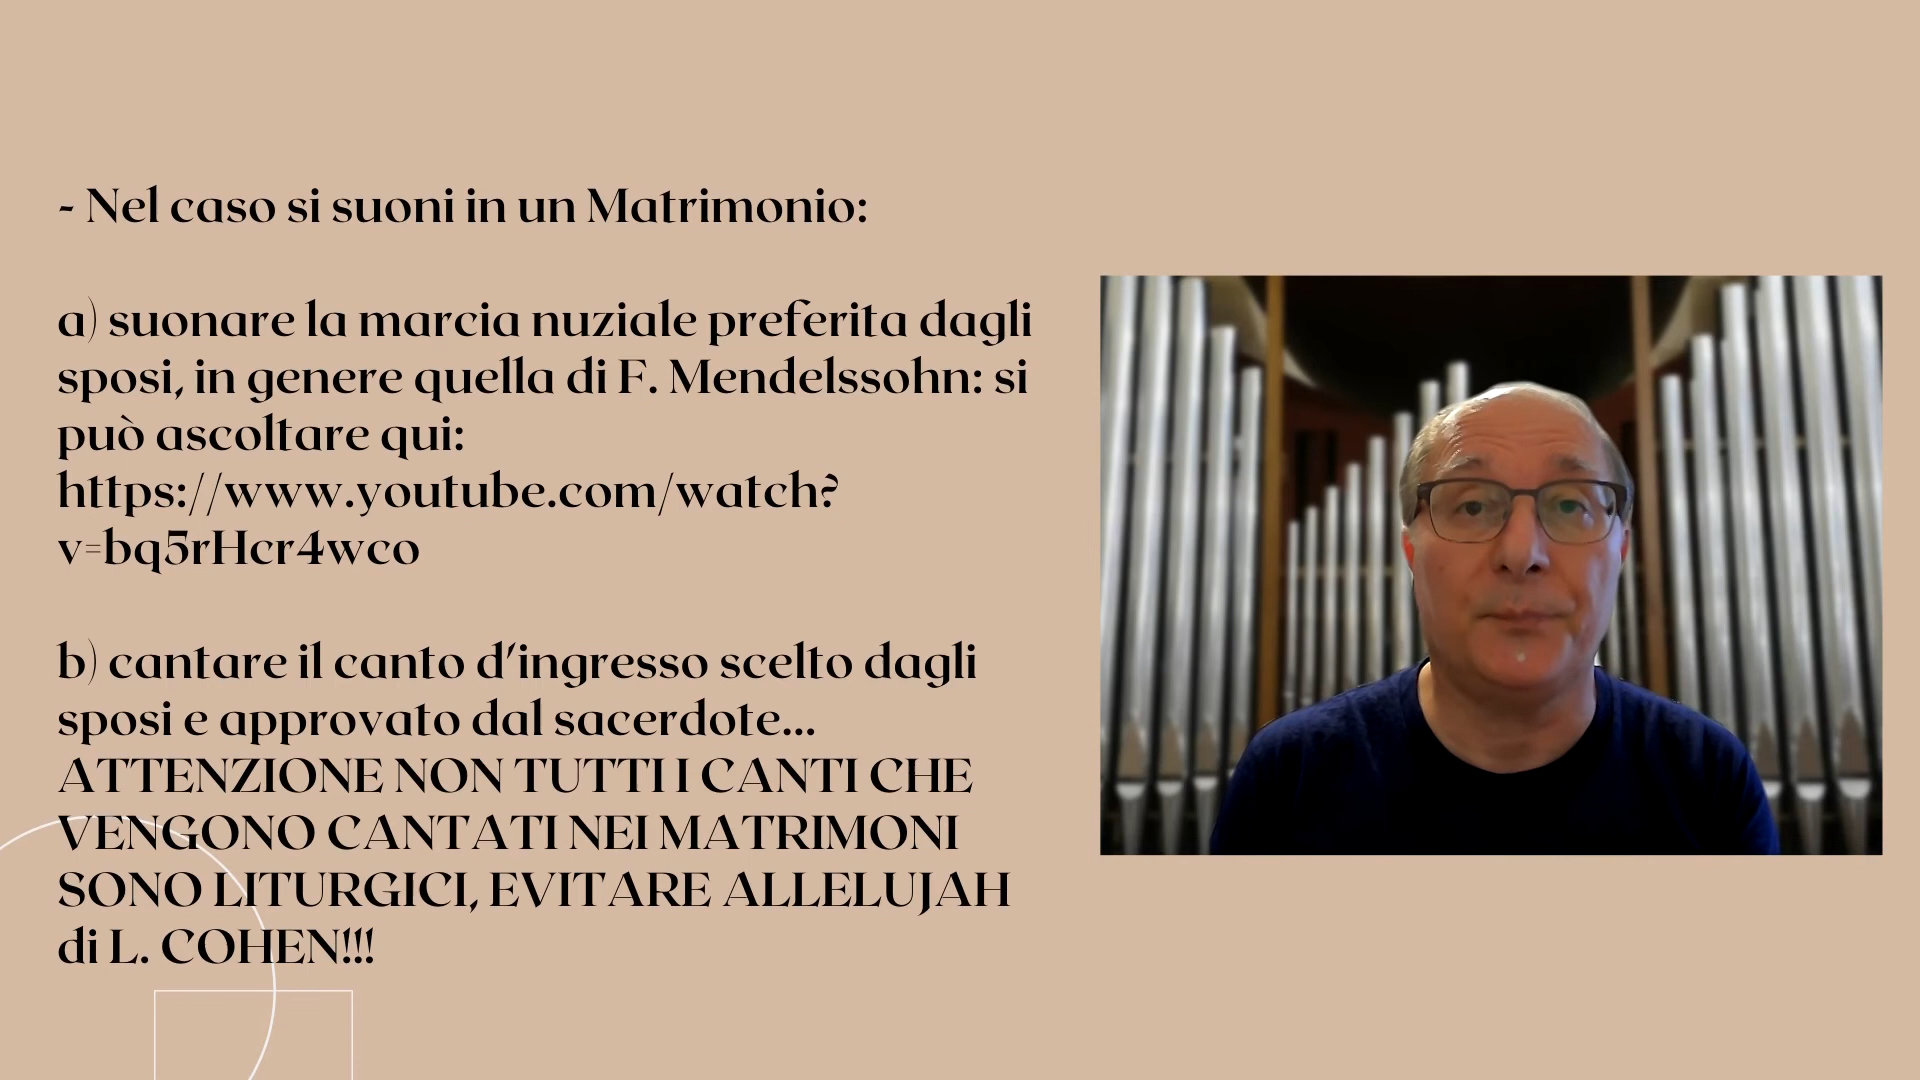 - Nel caso si suoni in un Matrimonio:
a) suonare la marcia nuziale preferita dagli
sposi, in genere quella di F. Mendelssohn: si
può ascoltare qui:
https://www.youtube.com/watch?
v=bq5rHcr4wco
b) cantare il canto d'ingresso scelto dagli
sposi e approvato dal sacerdote...
ATTENZIONE NON TUTTI I CANTI CHE
VENGONO CANTATI NEI MATRIMONI
SONO LITURGICI, EVITARE ALLELUJAH
di L. COHEN!!!